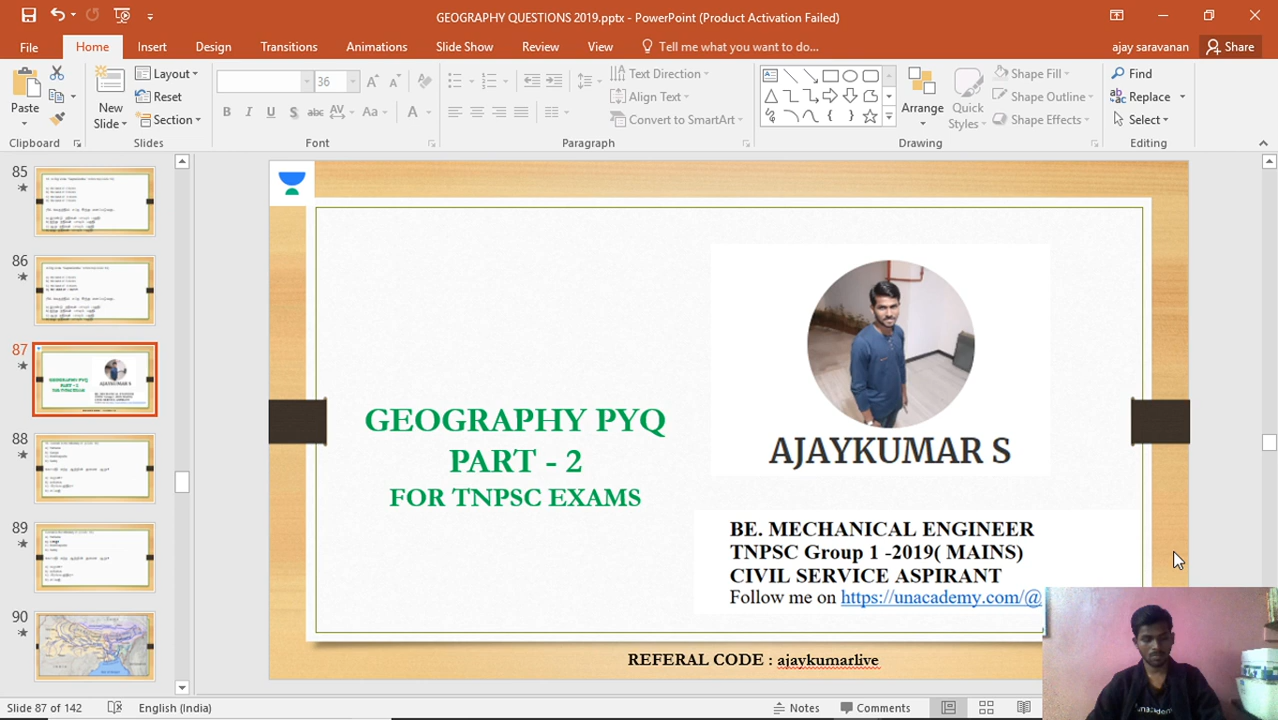 GEOGRAPHY QUESTIONS 2019.pptx - PowerPoint (Product Activation Failed)
File Home Insert Design Transitions Animations Slide Show Review View Tell me what you want to do... ajay saravanan Share
Paste
New Slide
Layout
Reset
Section
36
B I U S abc AV Aa A
Text Direction
Align Text
Convert to SmartArt
Arrange
Quick Styles
Shape Fill
Shape Outline
Shape Effects
Find
Replace
Select
Clipboard Slides Font Paragraph Drawing Editing
85
86
87
88
89
90
GEOGRAPHY PYQ
PART - 2
FOR TNPSC EXAMS
AJAYKUMAR S
BE. MECHANICAL ENGINEER
TNPSC Group 1 -2019( MAINS)
CIVIL SERVICE ASPIRANT
Follow me on https://unacademy.com/@
REFERAL CODE : ajaykumarlive
Slide 87 of 142 English (India) Notes Comments